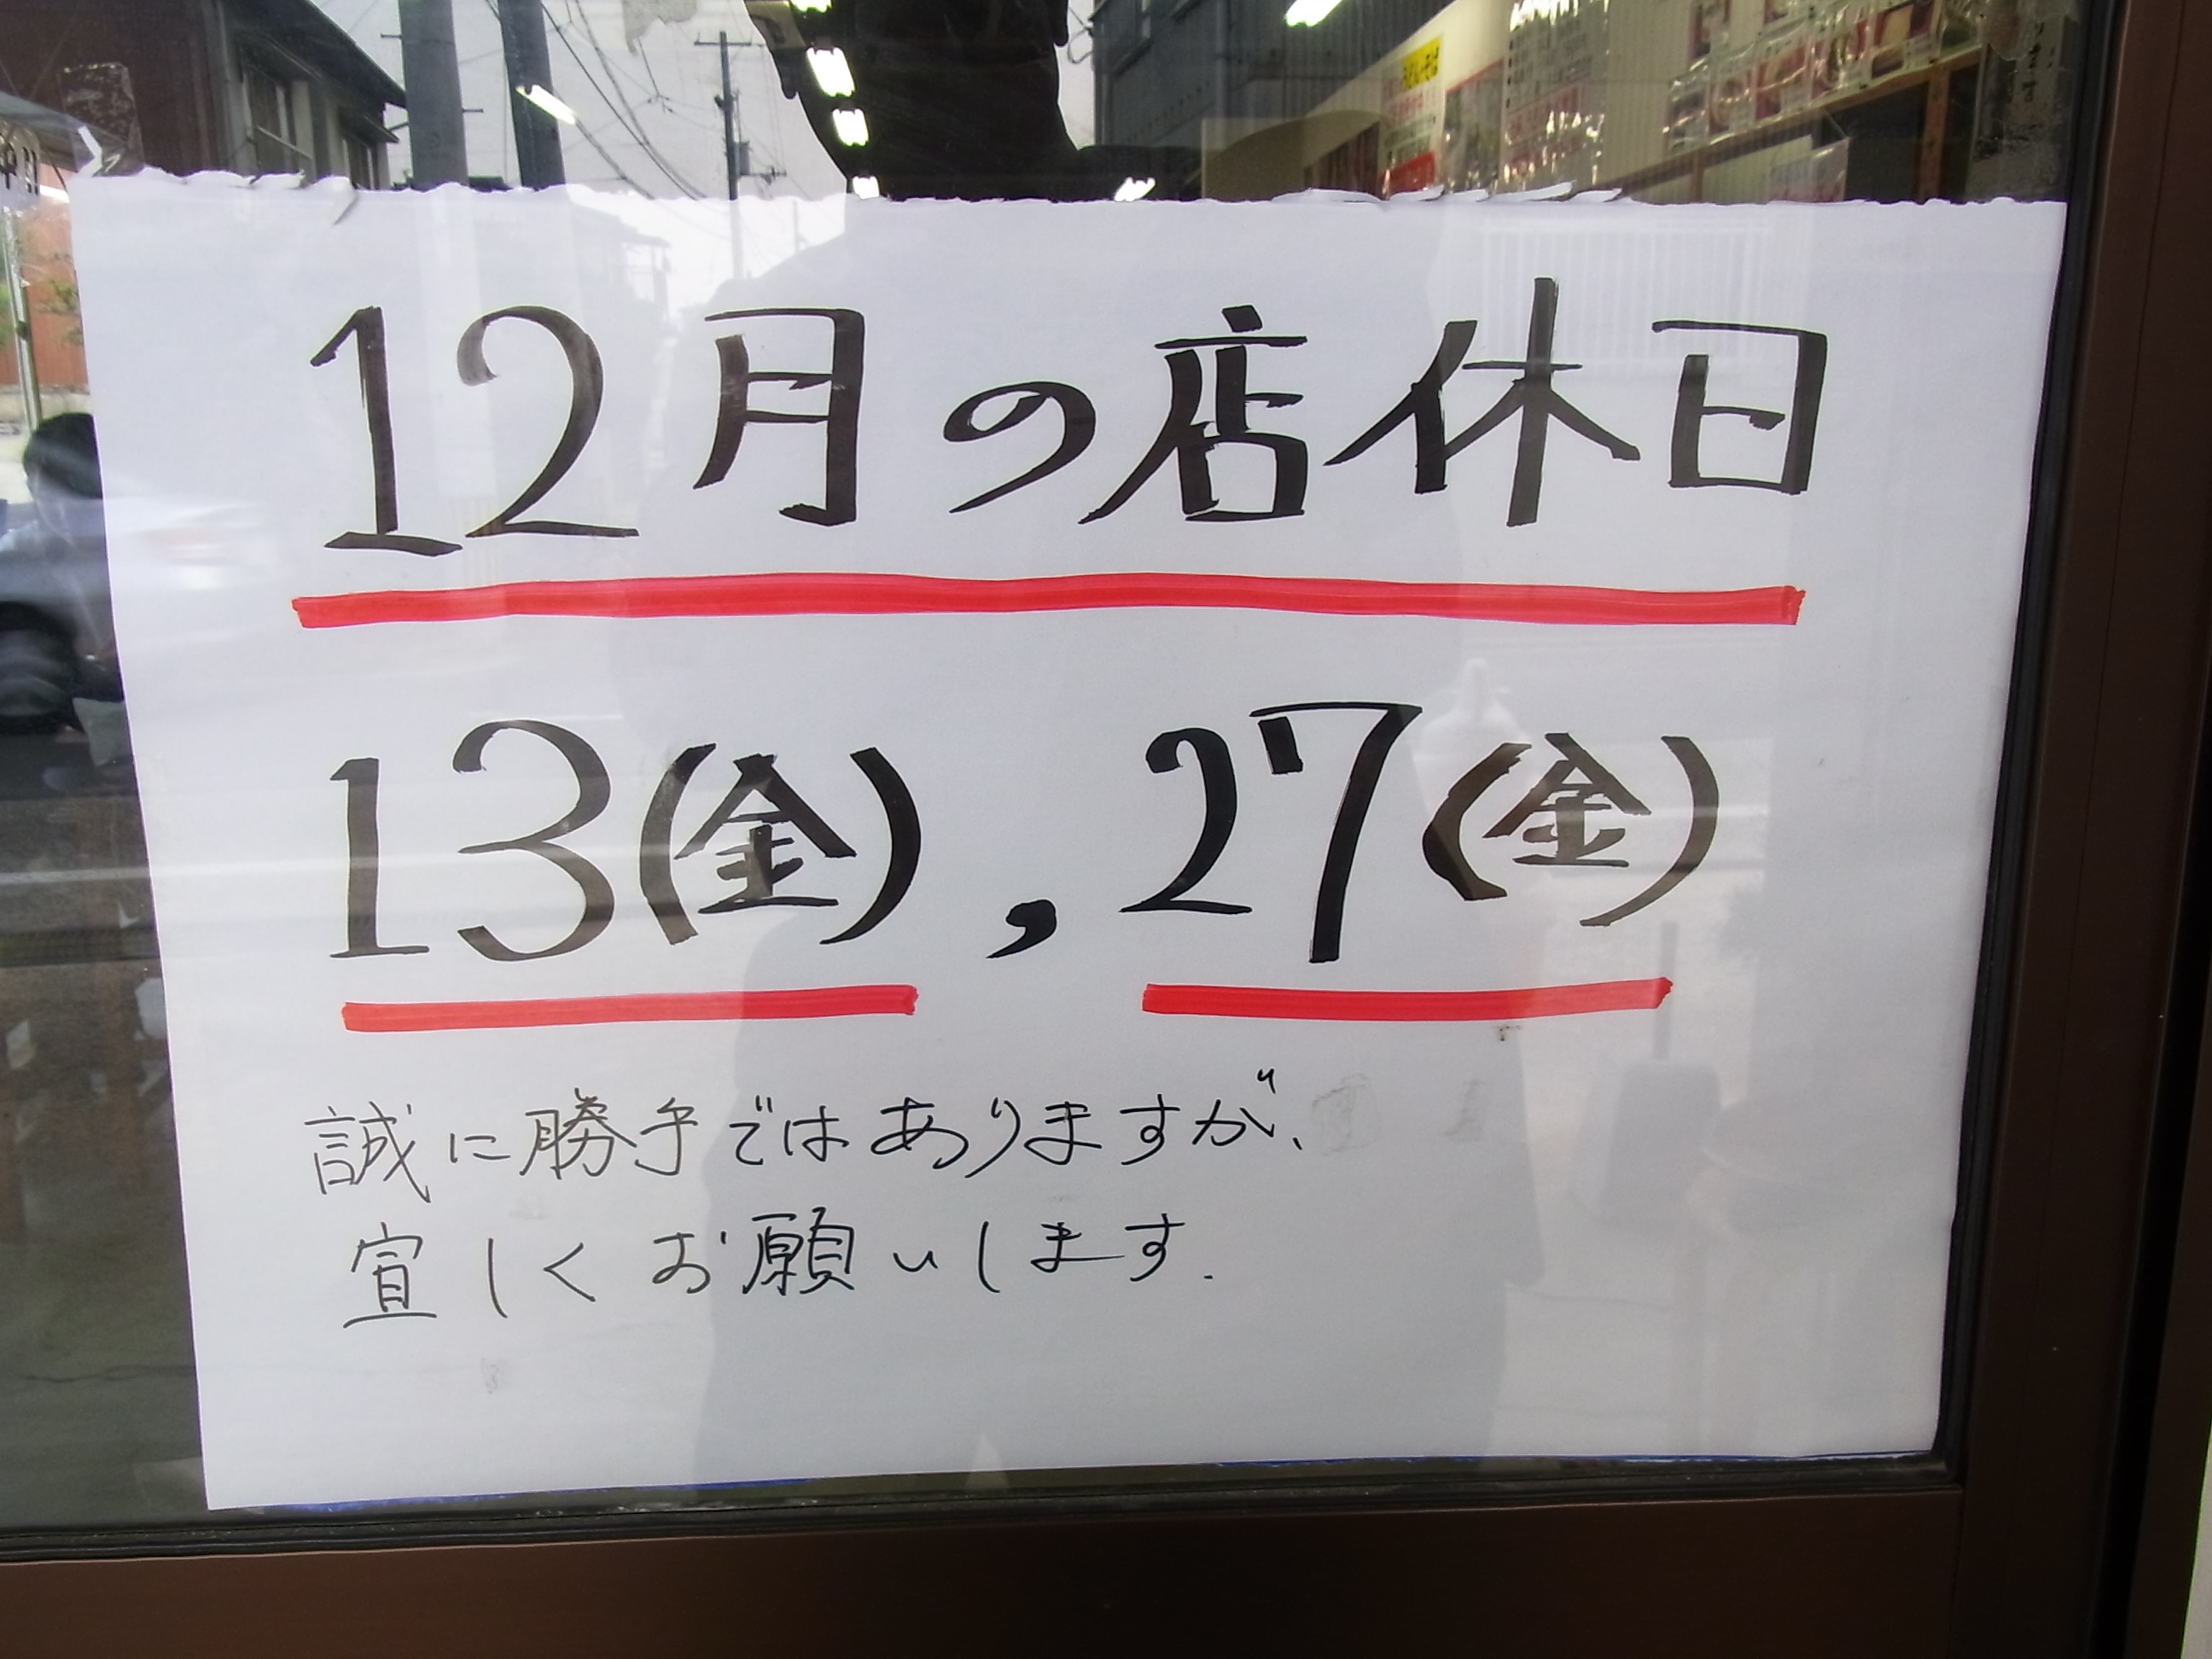 12月の店休日
13(金), 27(金)
誠に勝手ではありますが、
宜しくお願いします.